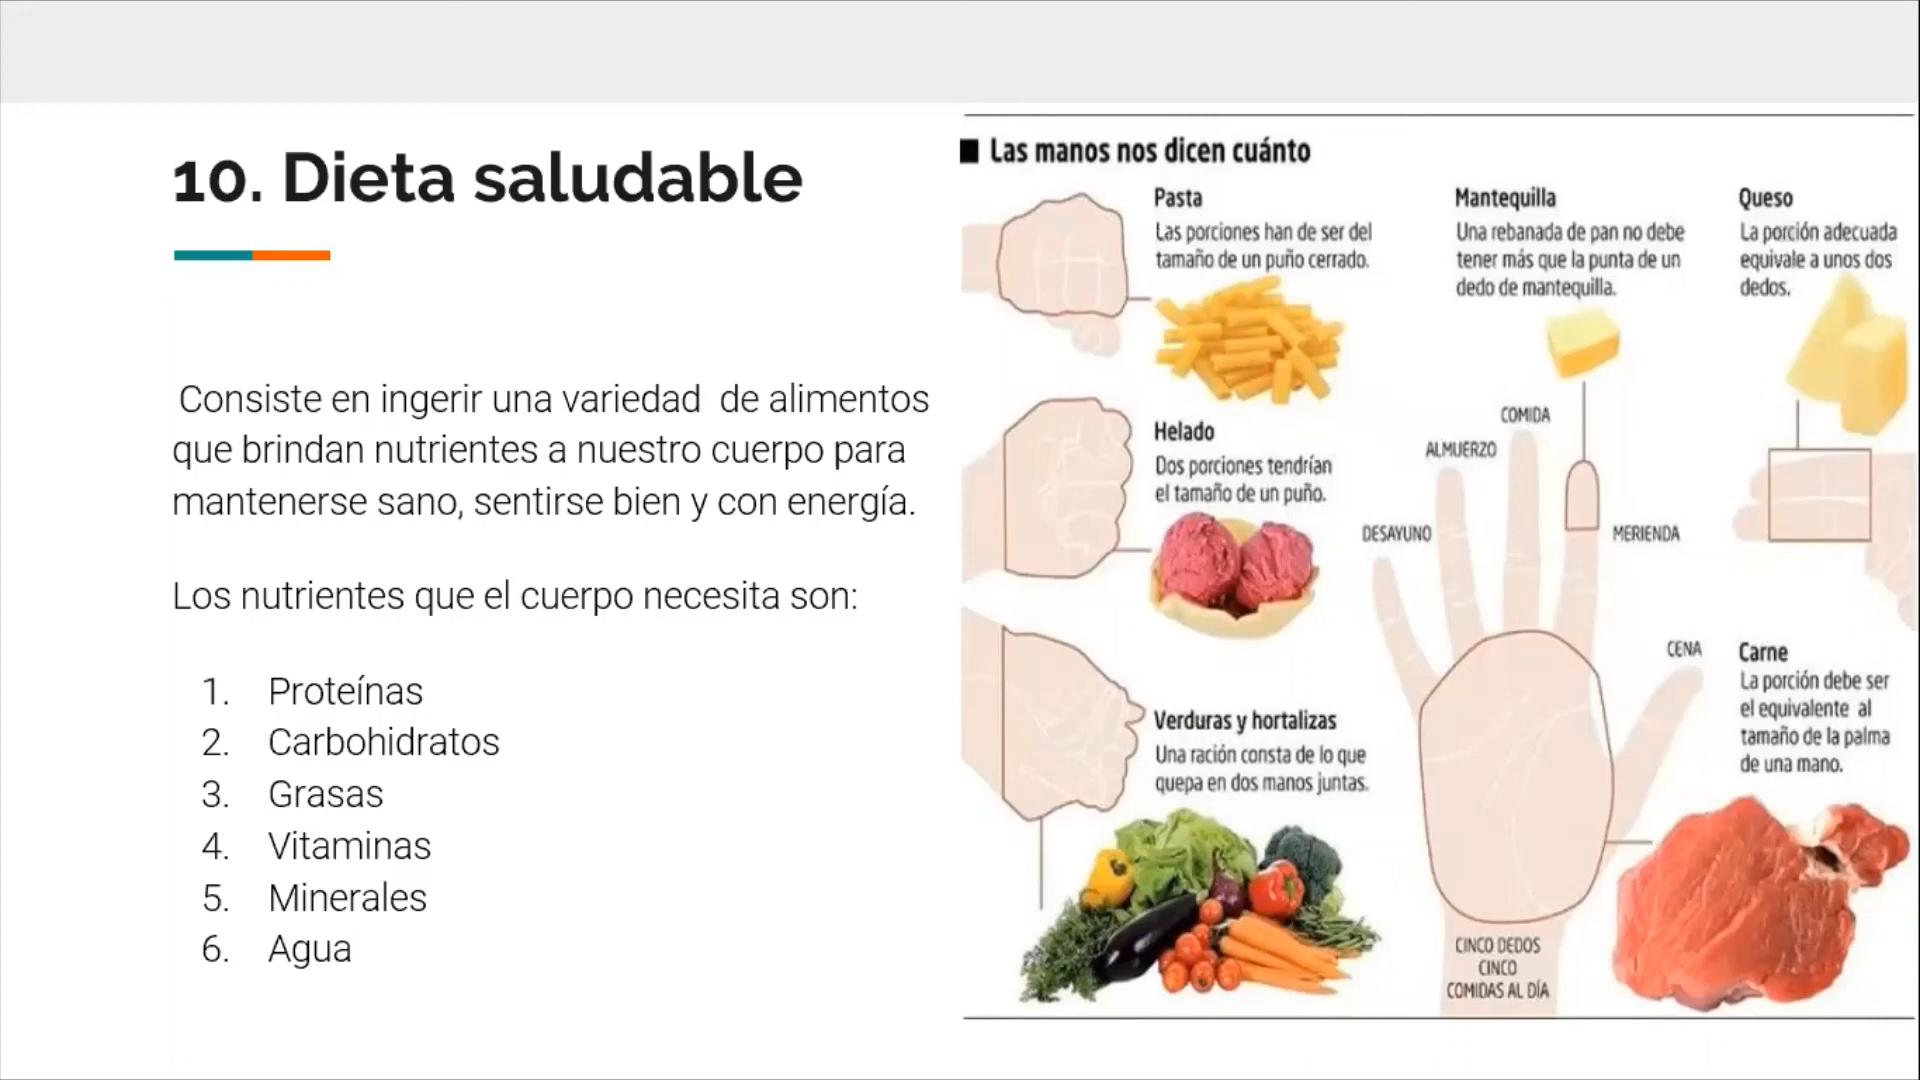 10. Dieta saludable
Consiste en ingerir una variedad de alimentos
que brindan nutrientes a nuestro cuerpo para
mantenerse sano, sentirse bien y con energía.
Los nutrientes que el cuerpo necesita son:
1. Proteínas
2. Carbohidratos
3. Grasas
4. Vitaminas
5. Minerales
6. Agua
Las manos nos dicen cuánto
Pasta
Las porciones han de ser del
tamaño de un puño cerrado.
Mantequilla
Una rebanada de pan no debe
tener más que la punta de un
dedo de mantequilla.
Queso
La porción adecuada
equivale a unos dos
dedos.
Helado
Dos porciones tendrían
el tamaño de un puño.
COMIDA
ALMUERZO
DESAYUNO
MERIENDA
CENA
Verduras y hortalizas
Una ración consta de lo que
quepa en dos manos juntas.
Carne
La porción debe ser
el equivalente al
tamaño de la palma
de una mano.
CINCO DEDOS
CINCO
COMIDAS AL DÍA